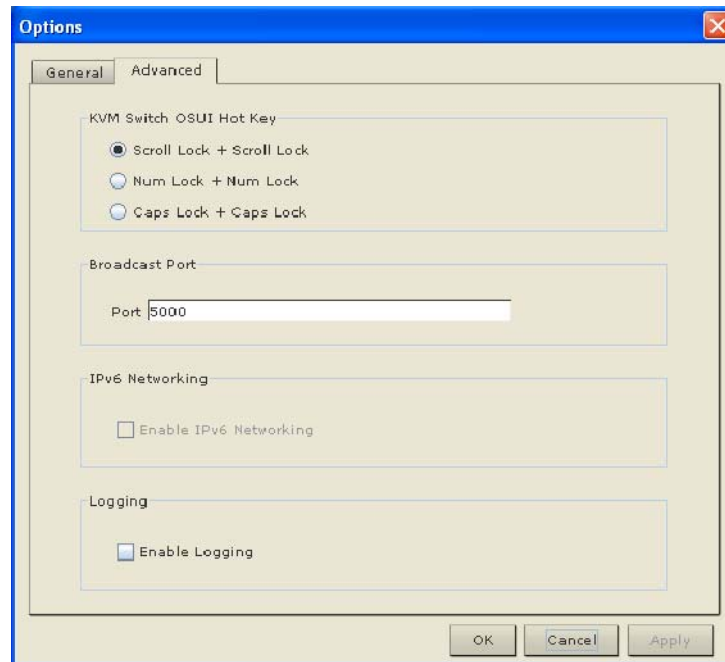 Options
General
Advanced
KVM Switch OSUI Hot Key
Scroll Lock + Scroll Lock
Num Lock + Num Lock
Caps Lock + Caps Lock
Broadcast Port
Port 5000
IPv6 Networking
Enable IPv6 Networking
Logging
Enable Logging
OK Cancel Apply